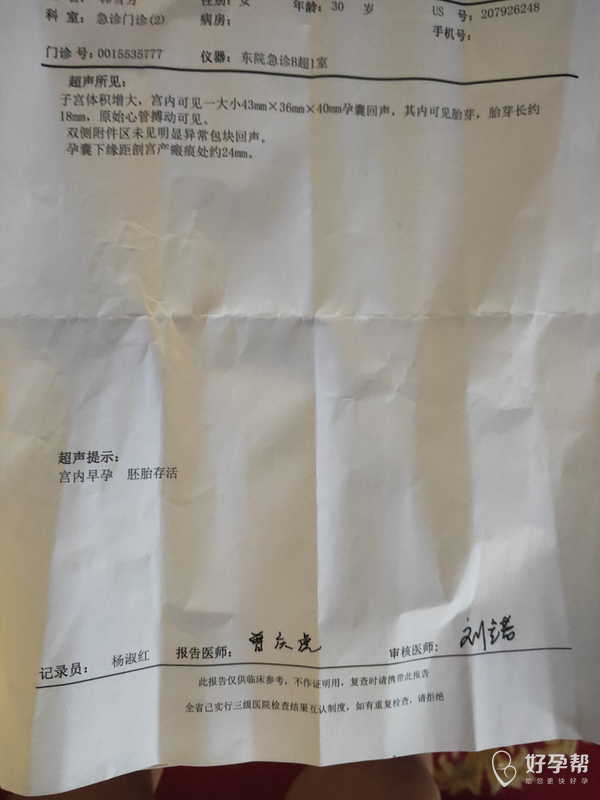 性别：女
年龄：30 岁
US 号：207926248
科 室：急诊门诊(2)
病房：
手机号：
门诊 号：0015535777
仪器：东院急诊B超1室
超声所见：
子宫体积增大，宫内可见一大小43mm×36mm×40mm孕囊回声，其内可见胎芽，胎芽长约
18mm，原始心管搏动可见。
双侧附件区未见明显异常包块回声。
孕囊下缘距剖宫产瘢痕处约24mm。
超声提示：
宫内早孕 胚胎存活
记录员： 杨淑红 报告医师： 审核医师：
此报告仅供临床参考，不作证明用，复查时请携带此报告
全省已实行三级医院检查结果互认制度，如有重复检查，请拒绝
好孕帮
助您更快好孕